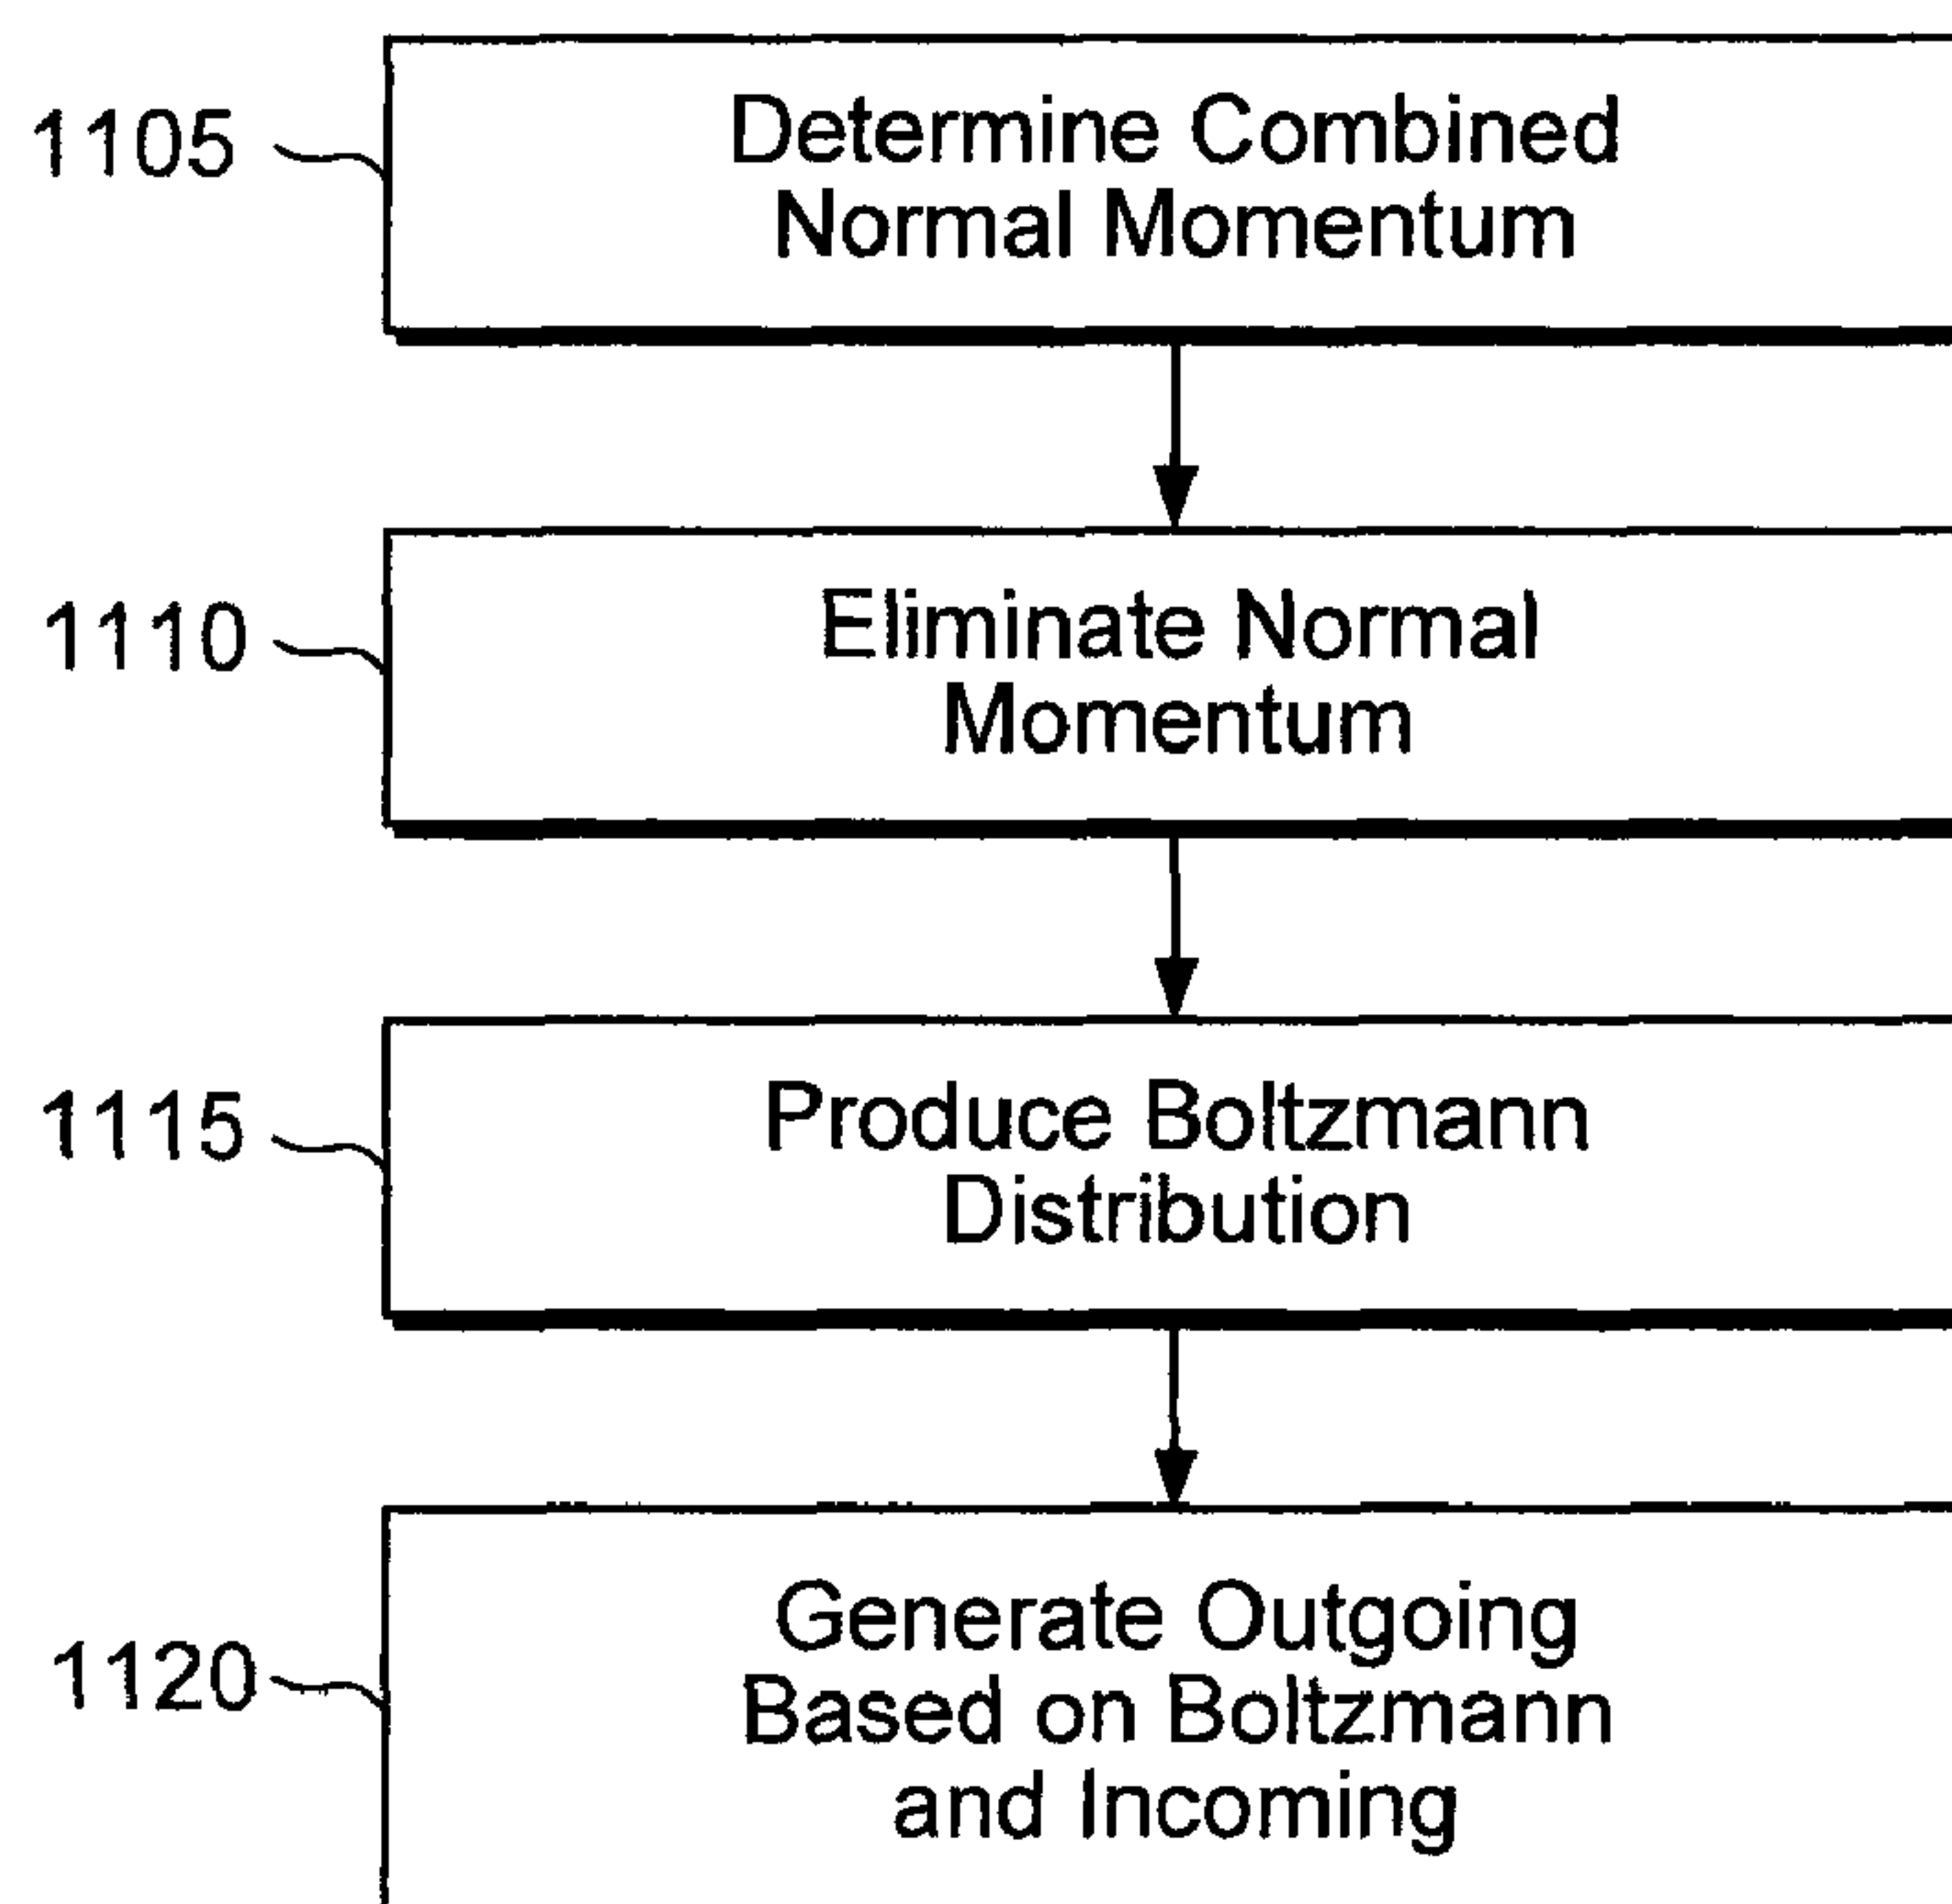 1105
Determine Combined
Normal Momentum
1110
Eliminate Normal
Momentum
1115
Produce Boltzmann
Distribution
1120
Generate Outgoing
Based on Boltzmann
and Incoming